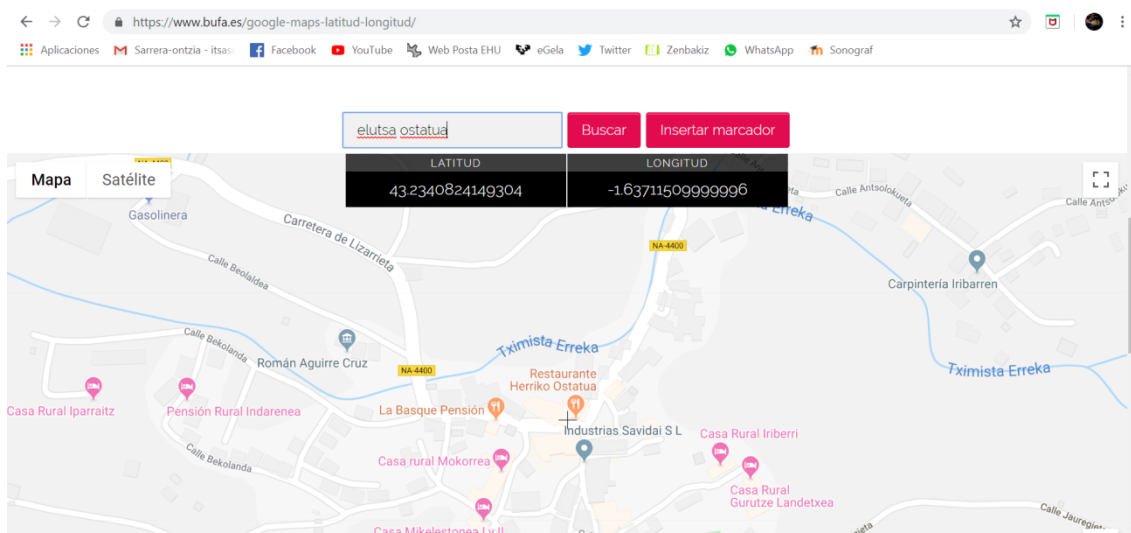 https://www.bufa.es/google-maps-latitud-longitud/
Aplicaciones Sarrera-ontzia - itsas Facebook YouTube Web Posta EHU eGela Twitter Zenbakiz WhatsApp Sonograf
elutsa ostatua Buscar Insertar marcador
LATITUD LONGITUD
43.2340824149304 -1.63711509999996
Mapa Satélite
Gasolinera
Calle Antsolokueta
Carretera de Lizarrieta
Erreka
NA-4400
Calle Beolaidea
Carpintería Iribarren
Calle Bekolanda
Román Aguirre Cruz
Tximista Erreka
NA-4400
Restaurante
Herriko Ostatua
Tximista Erreka
Casa Rural Iparraitz
Pensión Rural Indarenea
La Basque Pensión
Industrias Savidai S L
Casa Rural Iriberri
Calle Bekolanda
Casa rural Mokorrea
Casa Rural
Gurutze Landetxea